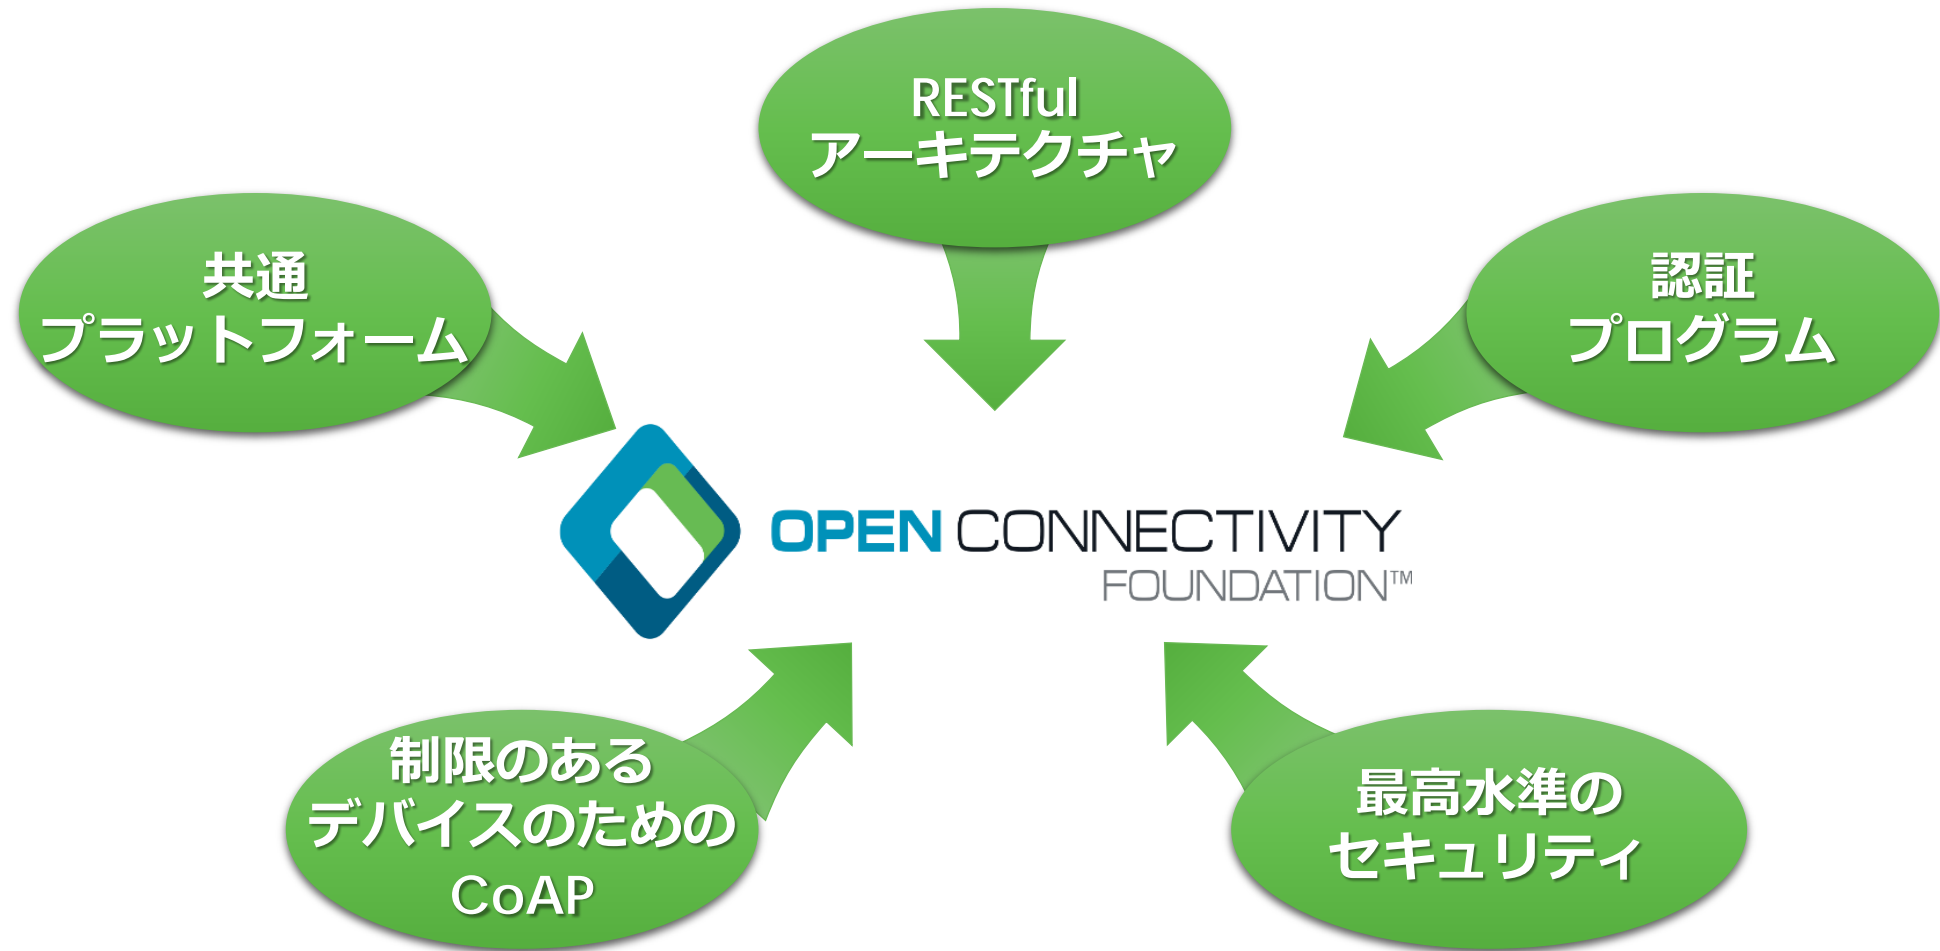 RESTful
アーキテクチャ
共通
プラットフォーム
認証
プログラム
OPEN CONNECTIVITY
FOUNDATION™
制限のある
デバイスのための
CoAP
最高水準の
セキュリティ